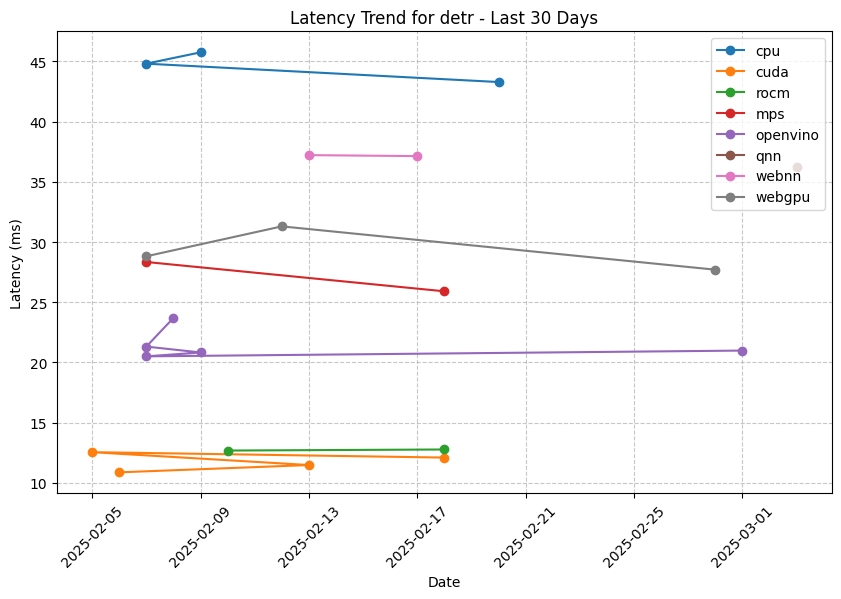 Latency Trend for detr - Last 30 Days
45
40
35
30
25
20
15
10
Latency (ms)
cpu
cuda
rocm
mps
openvino
qnn
webnn
webgpu
2025-02-05
2025-02-09
2025-02-13
2025-02-17
2025-02-21
2025-02-25
2025-03-01
Date